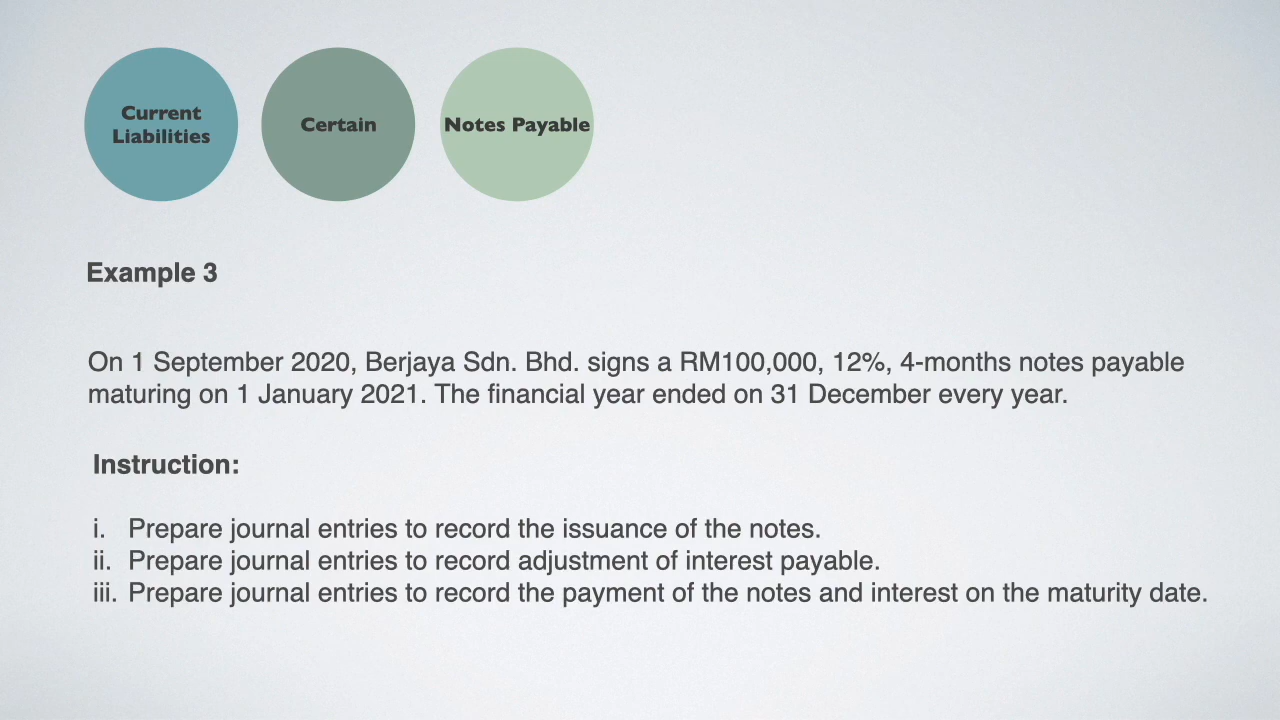 Current
Liabilities
Certain
Notes Payable
Example 3
On 1 September 2020, Berjaya Sdn. Bhd. signs a RM100,000, 12%, 4-months notes payable
maturing on 1 January 2021. The financial year ended on 31 December every year.
Instruction:
i. Prepare journal entries to record the issuance of the notes.
ii. Prepare journal entries to record adjustment of interest payable.
iii. Prepare journal entries to record the payment of the notes and interest on the maturity date.